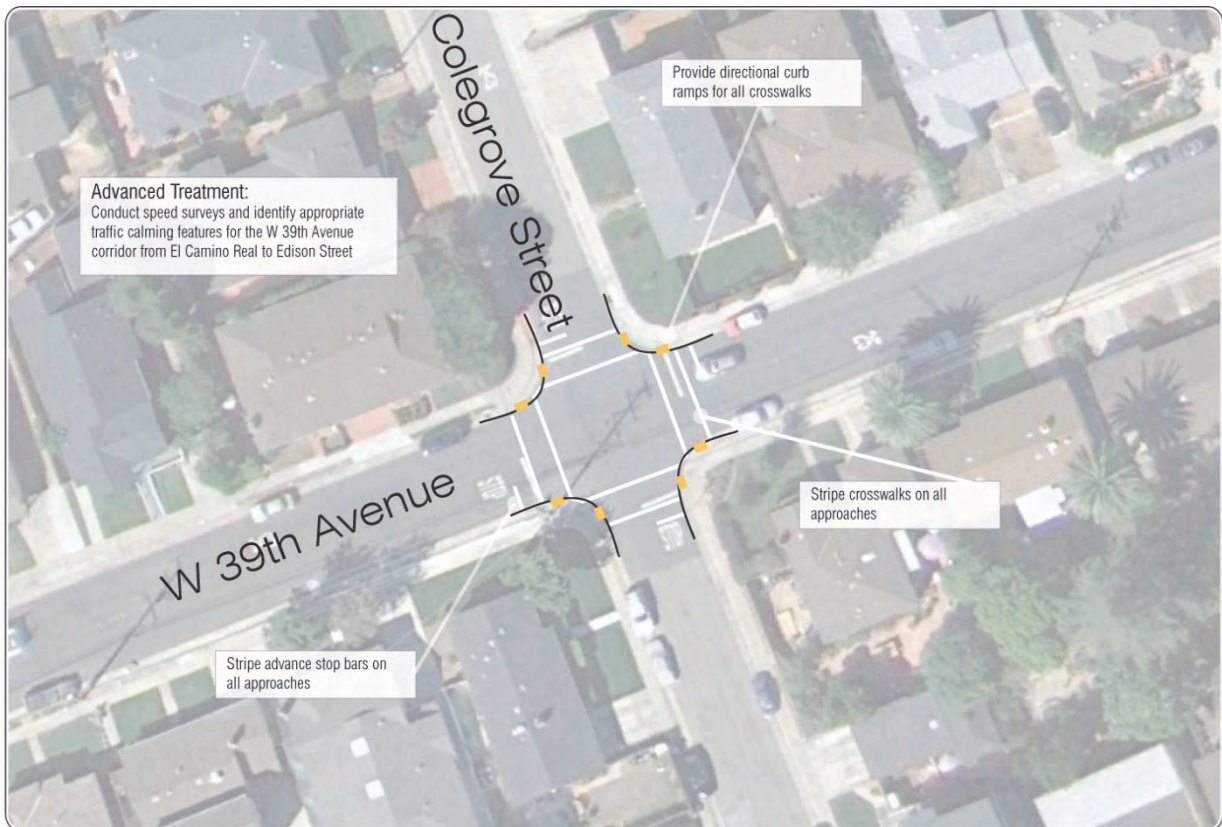 Colegrove Street
Provide directional curb
ramps for all crosswalks
Advanced Treatment:
Conduct speed surveys and identify appropriate
traffic calming features for the W 39th Avenue
corridor from El Camino Real to Edison Street
W 39th Avenue
STOP
Stripe crosswalks on all
approaches
STOP
Stripe advance stop bars on
all approaches